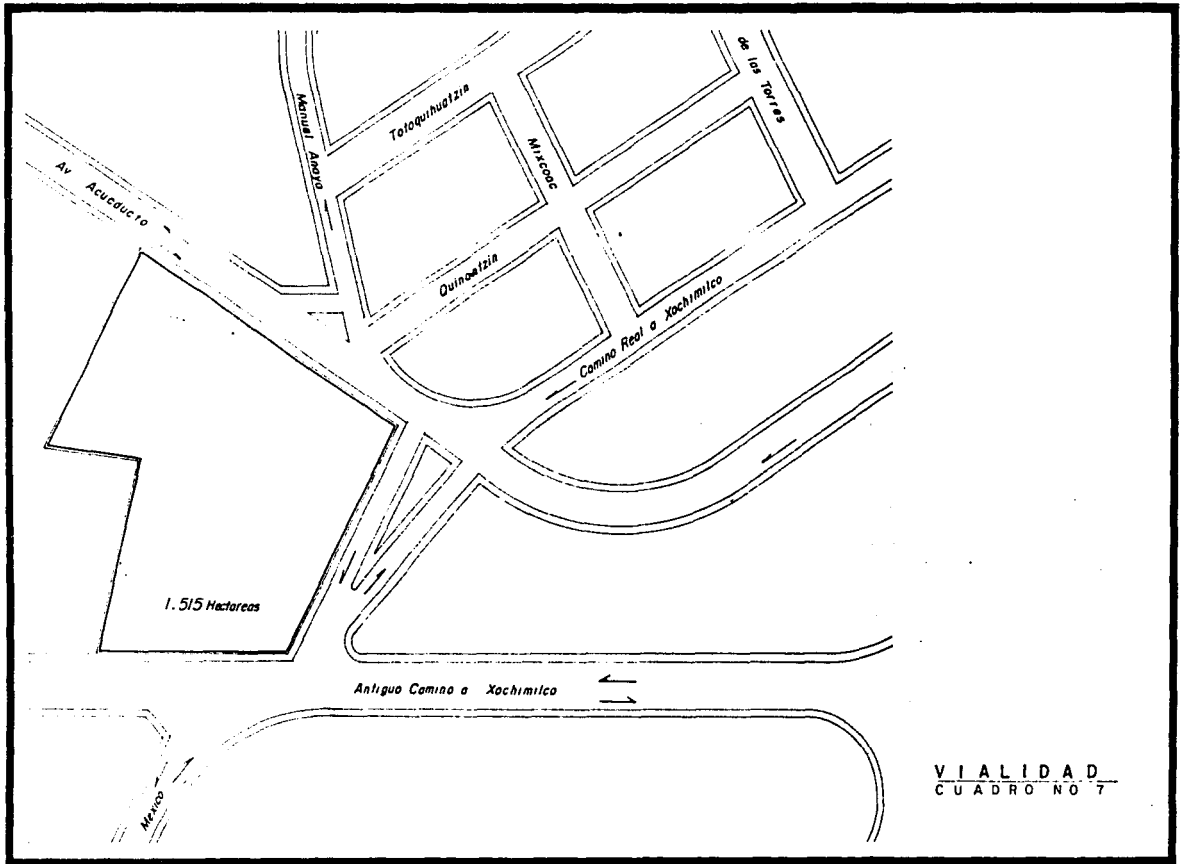 de las Torres
Manuel Anaya
Totoquihuatzin
Mixcoac
Av Acueducto
Quinoatzin
Camino Real a Xochimilco
1.515 Hectareas
Antiguo Camino a Xochimilco
Mexico
VIALIDAD
CUADRO NO 7